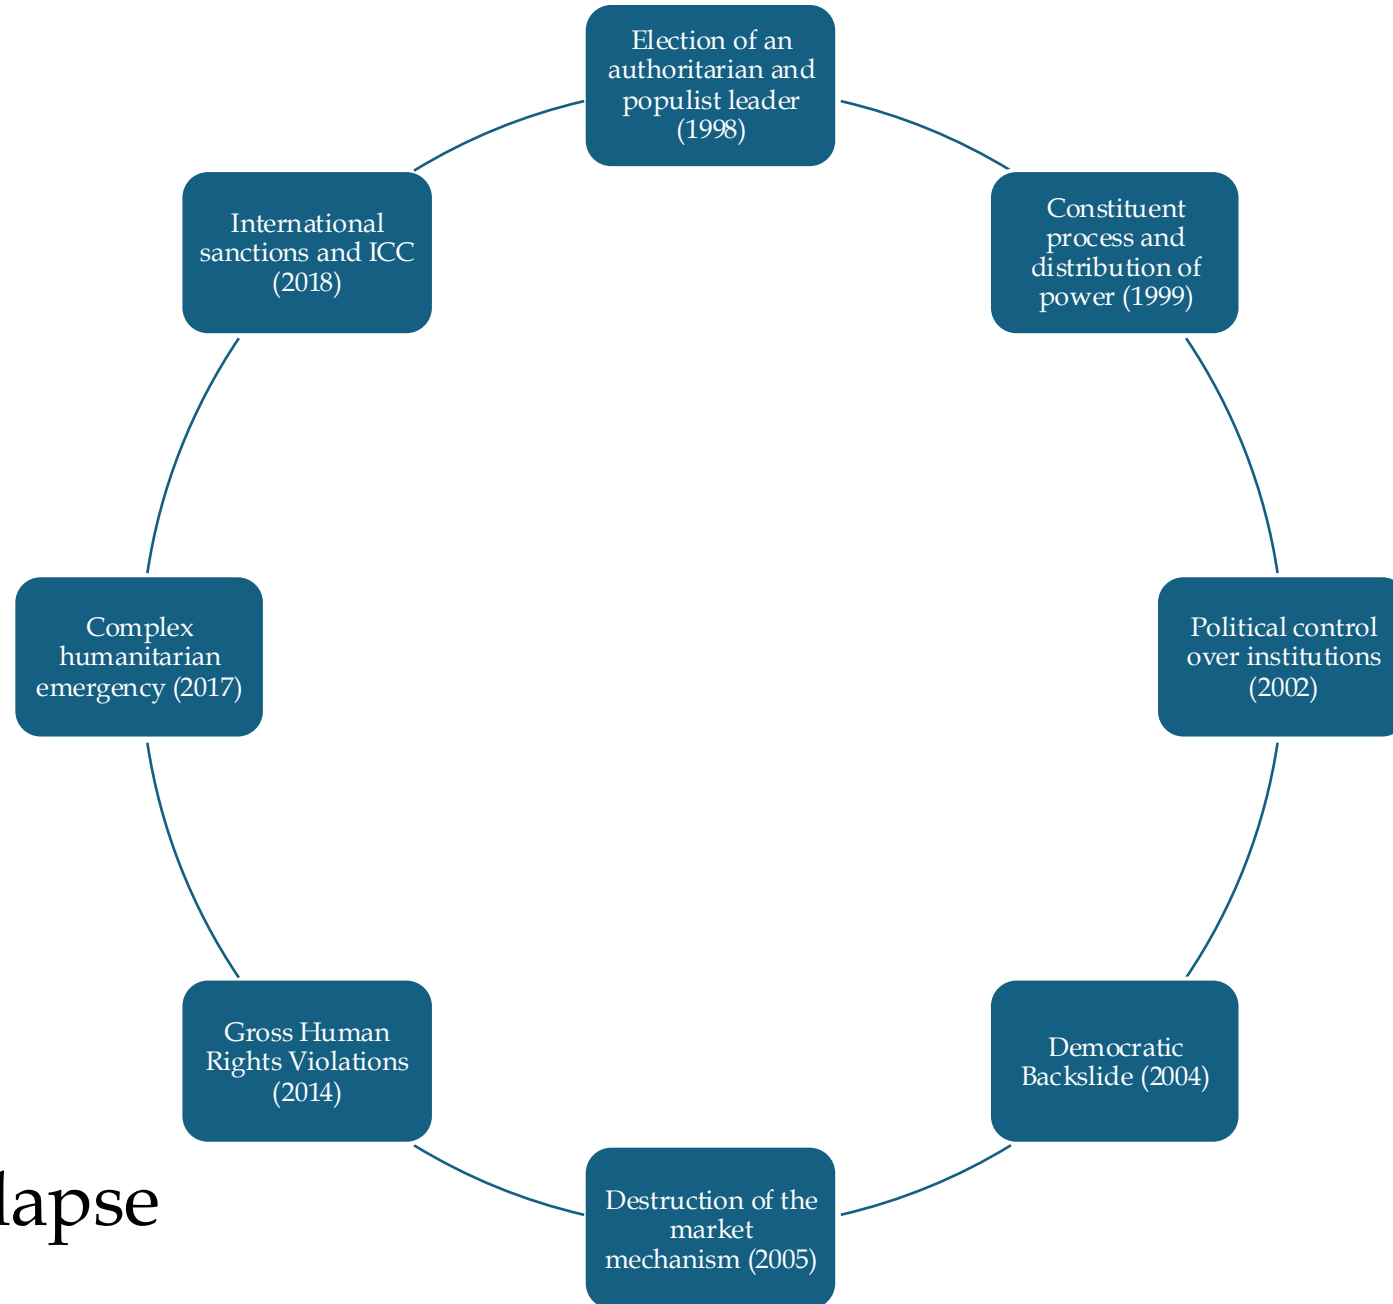 Election of an
authoritarian and
populist leader
(1998)
Constituent
process and
distribution of
power (1999)
Political control
over institutions
(2002)
Democratic
Backslide (2004)
Destruction of the
market
mechanism (2005)
Gross Human
Rights Violations
(2014)
Complex
humanitarian
emergency (2017)
International
sanctions and ICC
(2018)
lapse